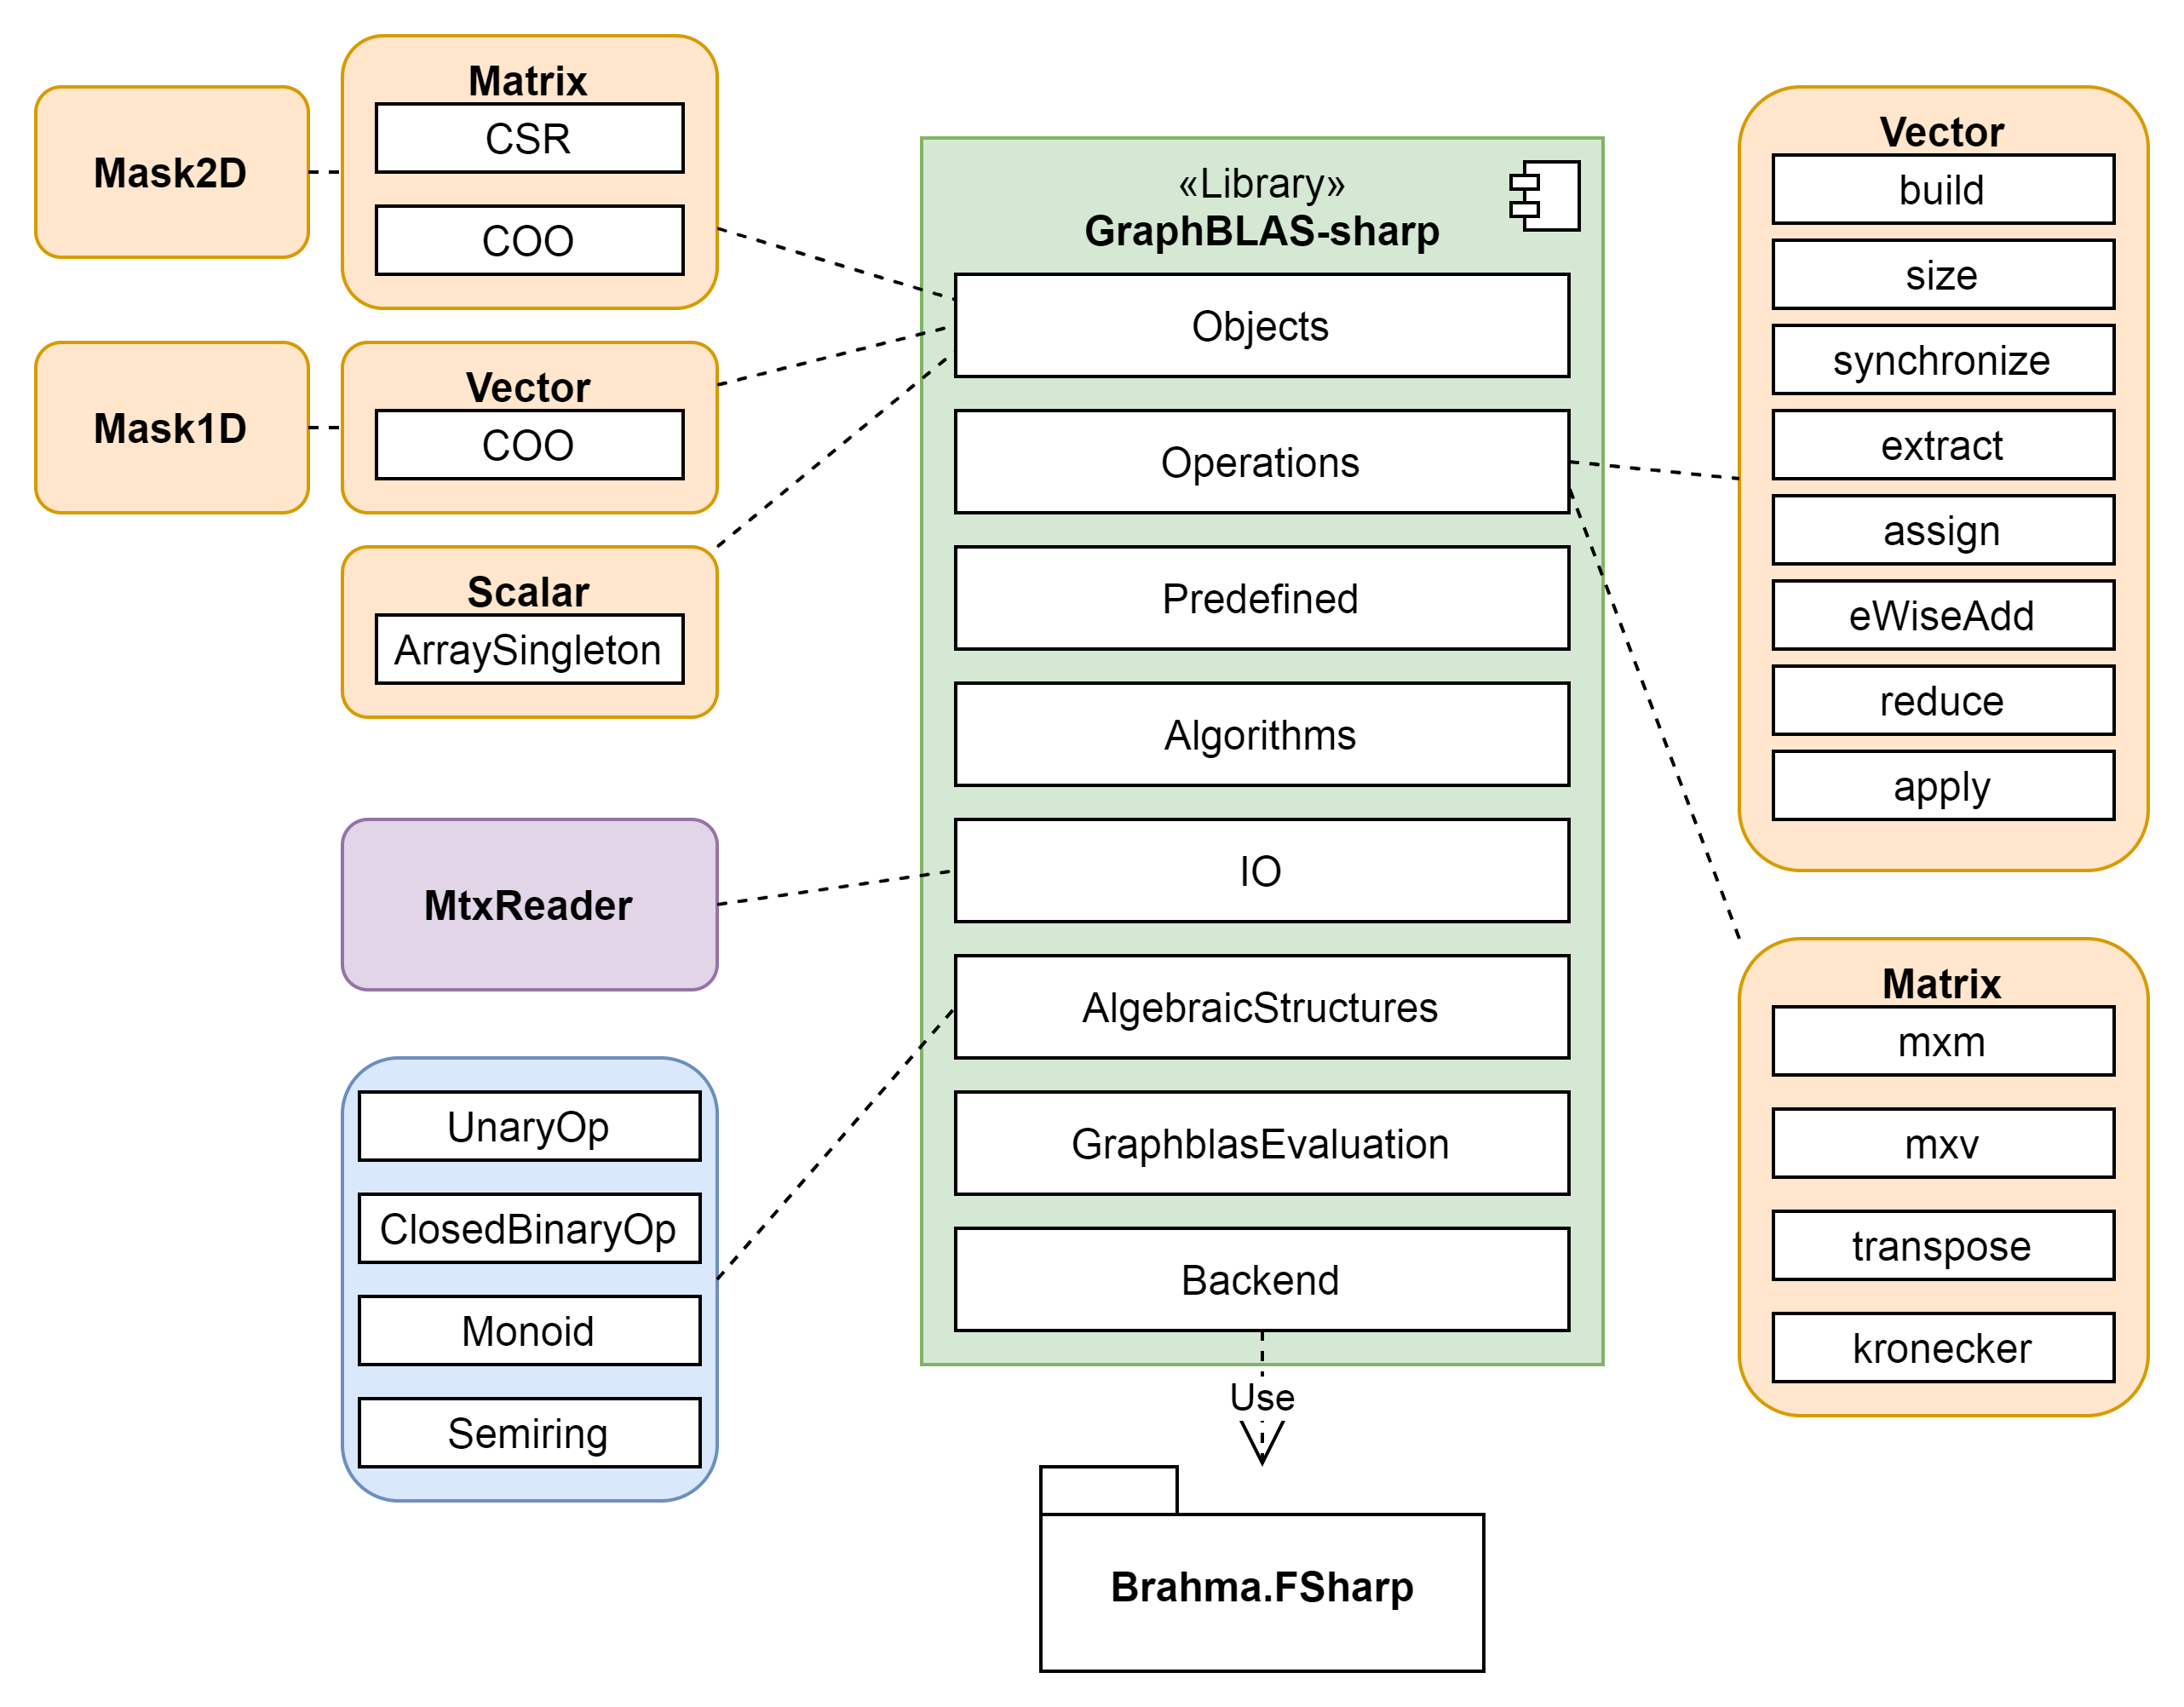 Mask2D
Matrix
CSR
COO
Mask1D
Vector
COO
Scalar
ArraySingleton
MtxReader
UnaryOp
ClosedBinaryOp
Monoid
Semiring
«Library»
GraphBLAS-sharp
Objects
Operations
Predefined
Algorithms
IO
AlgebraicStructures
GraphblasEvaluation
Backend
Use
Brahma.FSharp
Vector
build
size
synchronize
extract
assign
eWiseAdd
reduce
apply
Matrix
mxm
mxv
transpose
kronecker